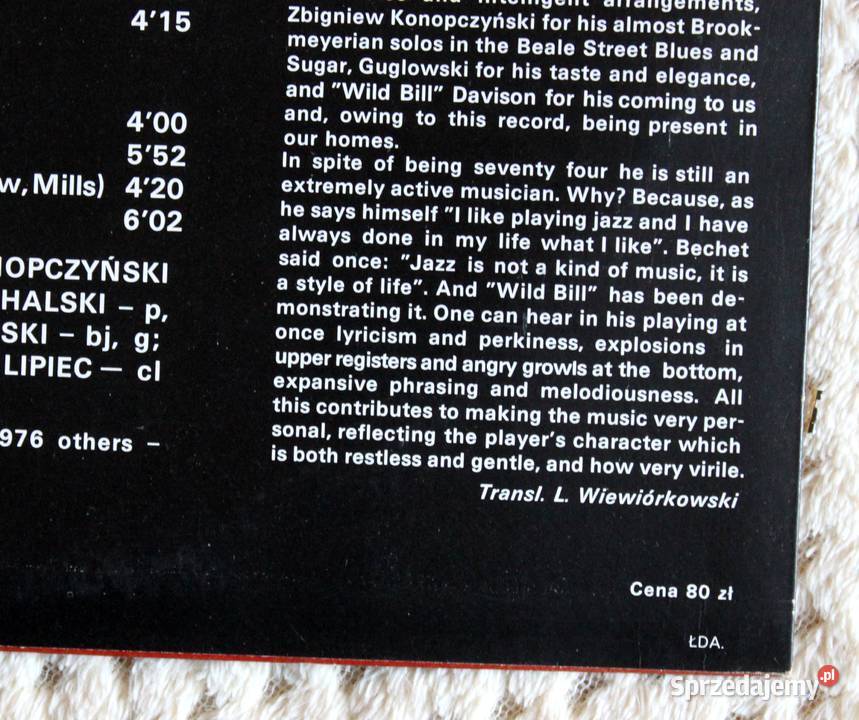 4'15
4'00
5'52
w, Mills) 4'20
6'02
OPCZYŃSKI
HALSKI – p,
SKI – bj, g;
LIPIEC — cl
976 others –
and intelligent arrangements,
Zbigniew Konopczyński for his almost Brook-
meyerian solos in the Beale Street Blues and
Sugar, Guglowski for his taste and elegance,
and "Wild Bill" Davison for his coming to us
and, owing to this record, being present in
our homes.
In spite of being seventy four he is still an
extremely active musician. Why? Because, as
he says himself "I like playing jazz and I have
always done in my life what I like". Bechet
said once: "Jazz is not a kind of music, it is
a style of life". And "Wild Bill" has been de-
monstrating it. One can hear in his playing at
once lyricism and perkiness, explosions in
upper registers and angry growls at the bottom,
expansive phrasing and melodiousness. All
this contributes to making the music very per-
sonal, reflecting the player's character which
is both restless and gentle, and how very virile.
Transl. L. Wiewiórkowski
Cena 80 zł
ŁDA.
Sprzedajemy.pl